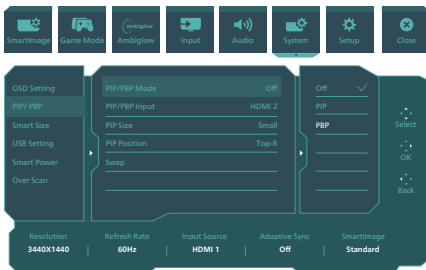 ambiglow
SmartImage Game Mode Ambiglow Input Audio System Setup Close
OSD Setting PIP/PBP Mode Off Off
PIP/ PBP PIP/PBP Input HDMI 2 PIP
Smart Size PIP Size Small PBP Select
USB Setting PIP Position Top-R
Smart Power Swap OK
Over Scan Back
Resolution Refresh Rate Input Source Adaptive Sync SmartImage
3440X1440 60Hz HDMI 1 Off Standard